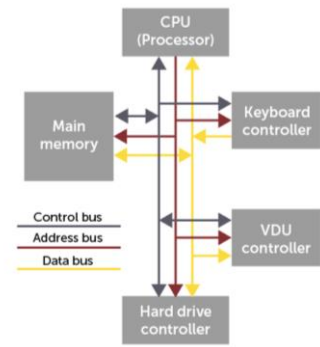 CPU
(Processor)
Main
memory
Keyboard
controller
Control bus
Address bus
Data bus
VDU
controller
Hard drive
controller